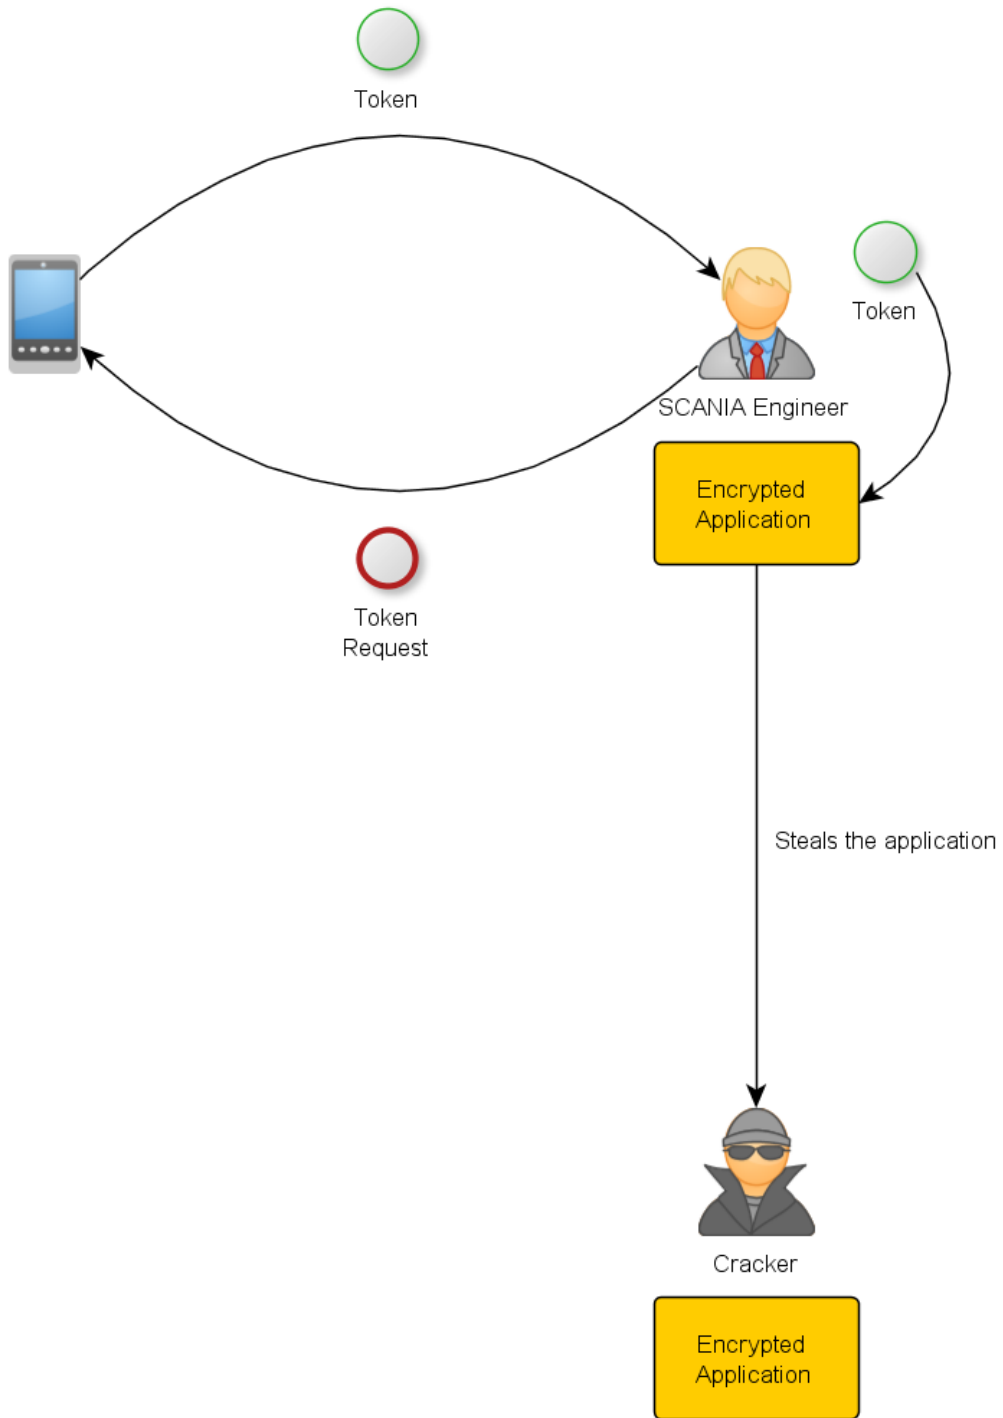 Token
Token
SCANIA Engineer
Encrypted
Application
Token
Request
Steals the application
Cracker
Encrypted
Application